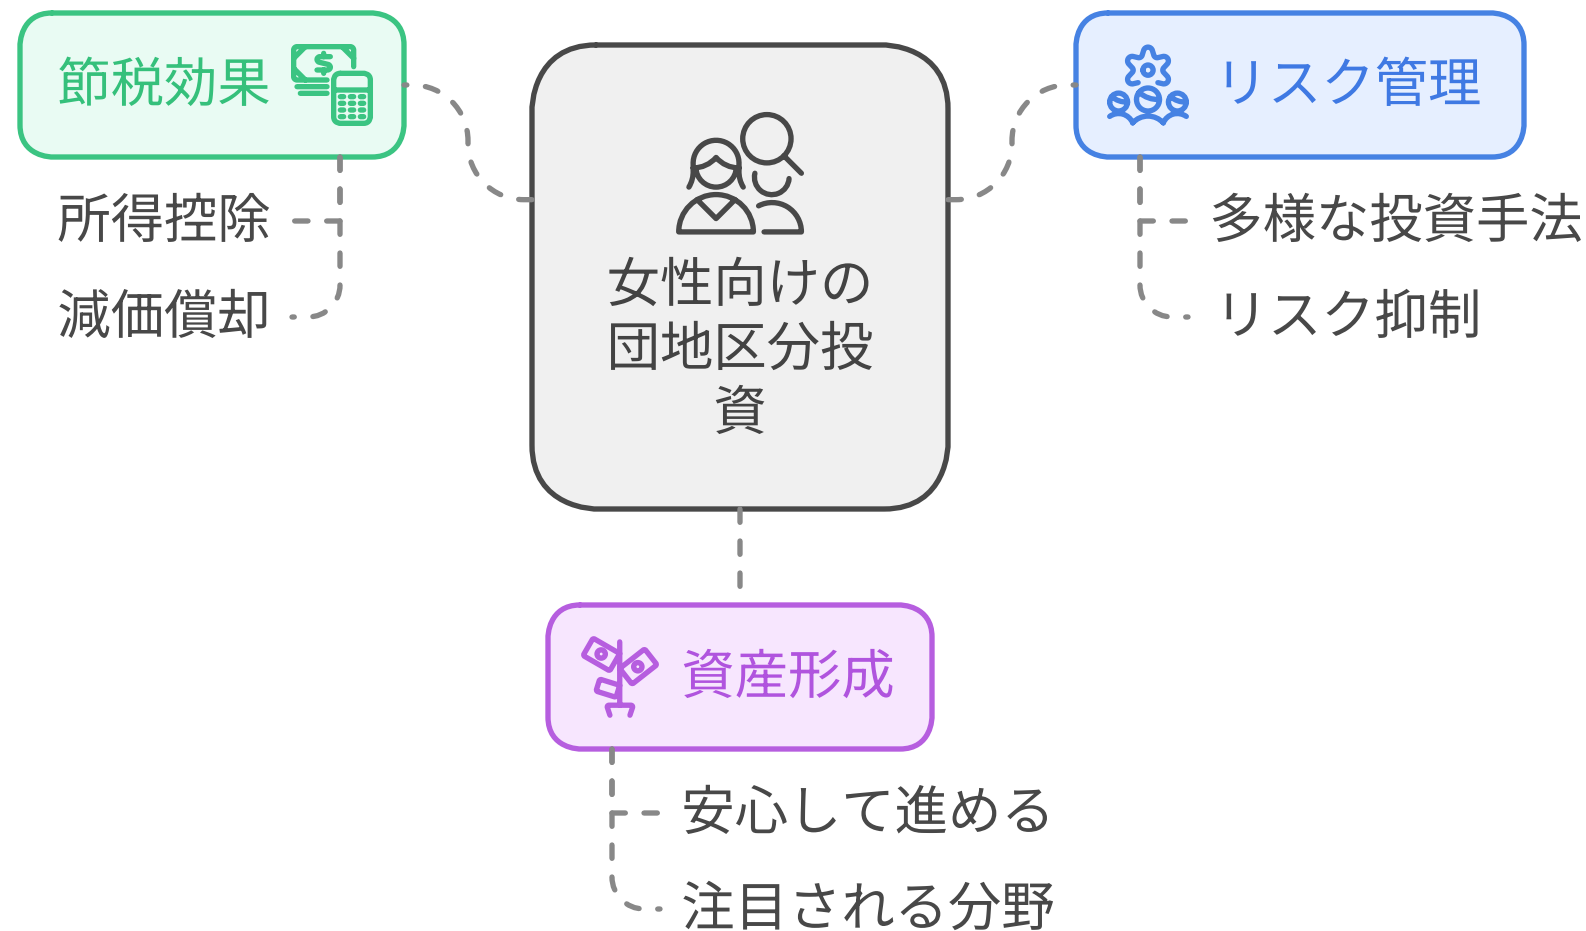 節税効果
所得控除
減価償却
女性向けの
団地区分投
資
リスク管理
多様な投資手法
リスク抑制
資産形成
安心して進める
注目される分野